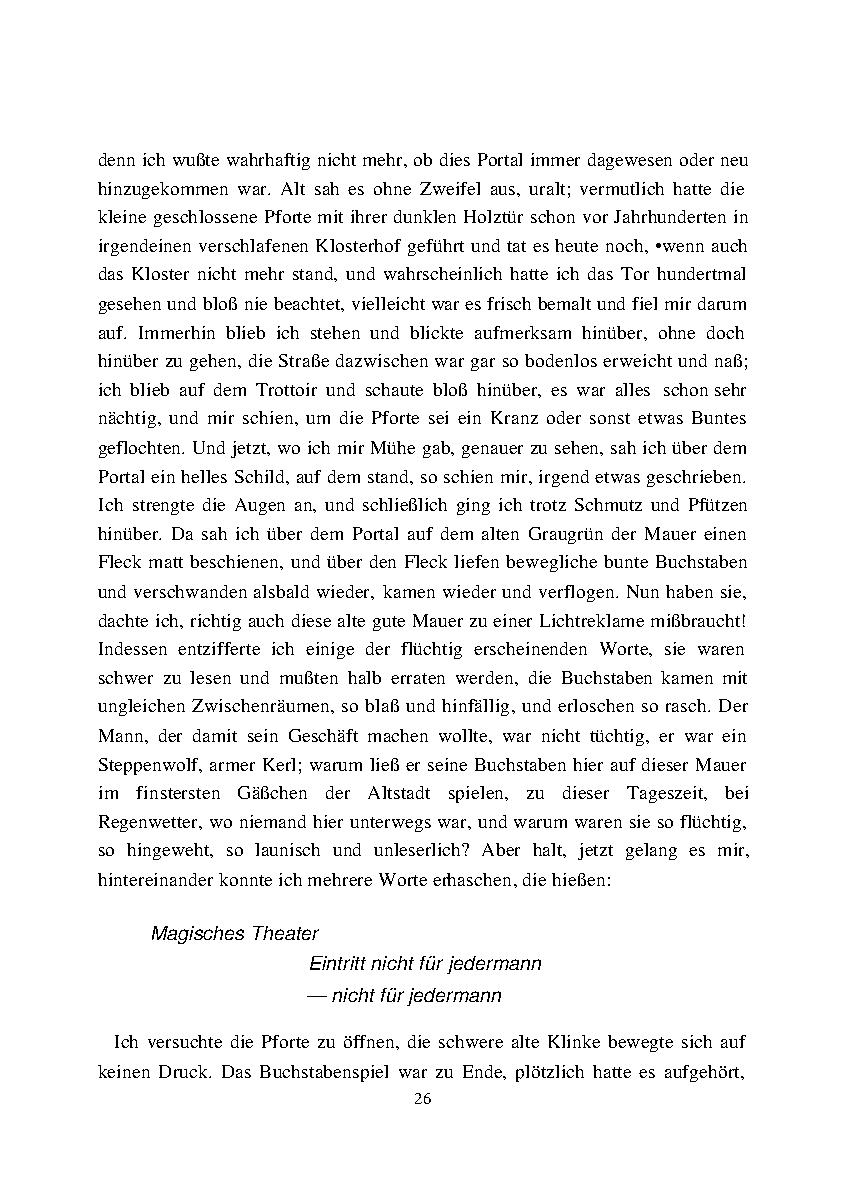 denn ich wußte wahrhaftig nicht mehr, ob dies Portal immer dagewesen oder neu
hinzugekommen war. Alt sah es ohne Zweifel aus, uralt; vermutlich hatte die
kleine geschlossene Pforte mit ihrer dunklen Holztür schon vor Jahrhunderten in
irgendeinen verschlafenen Klosterhof geführt und tat es heute noch, •wenn auch
das Kloster nicht mehr stand, und wahrscheinlich hatte ich das Tor hundertmal
gesehen und bloß nie beachtet, vielleicht war es frisch bemalt und fiel mir darum
auf. Immerhin blieb ich stehen und blickte aufmerksam hinüber, ohne doch
hinüber zu gehen, die Straße dazwischen war gar so bodenlos erweicht und naß;
ich blieb auf dem Trottoir und schaute bloß hinüber, es war alles schon sehr
nächtig, und mir schien, um die Pforte sei ein Kranz oder sonst etwas Buntes
geflochten. Und jetzt, wo ich mir Mühe gab, genauer zu sehen, sah ich über dem
Portal ein helles Schild, auf dem stand, so schien mir, irgend etwas geschrieben.
Ich strengte die Augen an, und schließlich ging ich trotz Schmutz und Pfützen
hinüber. Da sah ich über dem Portal auf dem alten Graugrün der Mauer einen
Fleck matt beschienen, und über den Fleck liefen bewegliche bunte Buchstaben
und verschwanden alsbald wieder, kamen wieder und verflogen. Nun haben sie,
dachte ich, richtig auch diese alte gute Mauer zu einer Lichtreklame mißbraucht!
Indessen entzifferte ich einige der flüchtig erscheinenden Worte, sie waren
schwer zu lesen und mußten halb erraten werden, die Buchstaben kamen mit
ungleichen Zwischenräumen, so blaß und hinfällig, und erloschen so rasch. Der
Mann, der damit sein Geschäft machen wollte, war nicht tüchtig, er war ein
Steppenwolf, armer Kerl; warum ließ er seine Buchstaben hier auf dieser Mauer
im finstersten Gäßchen der Altstadt spielen, zu dieser Tageszeit, bei
Regenwetter, wo niemand hier unterwegs war, und warum waren sie so flüchtig,
so hingeweht, so launisch und unleserlich? Aber halt, jetzt gelang es mir,
hintereinander konnte ich mehrere Worte erhaschen, die hießen:
Magisches Theater
Eintritt nicht für jedermann
— nicht für jedermann
Ich versuchte die Pforte zu öffnen, die schwere alte Klinke bewegte sich auf
keinen Druck. Das Buchstabenspiel war zu Ende, plötzlich hatte es aufgehört,
26